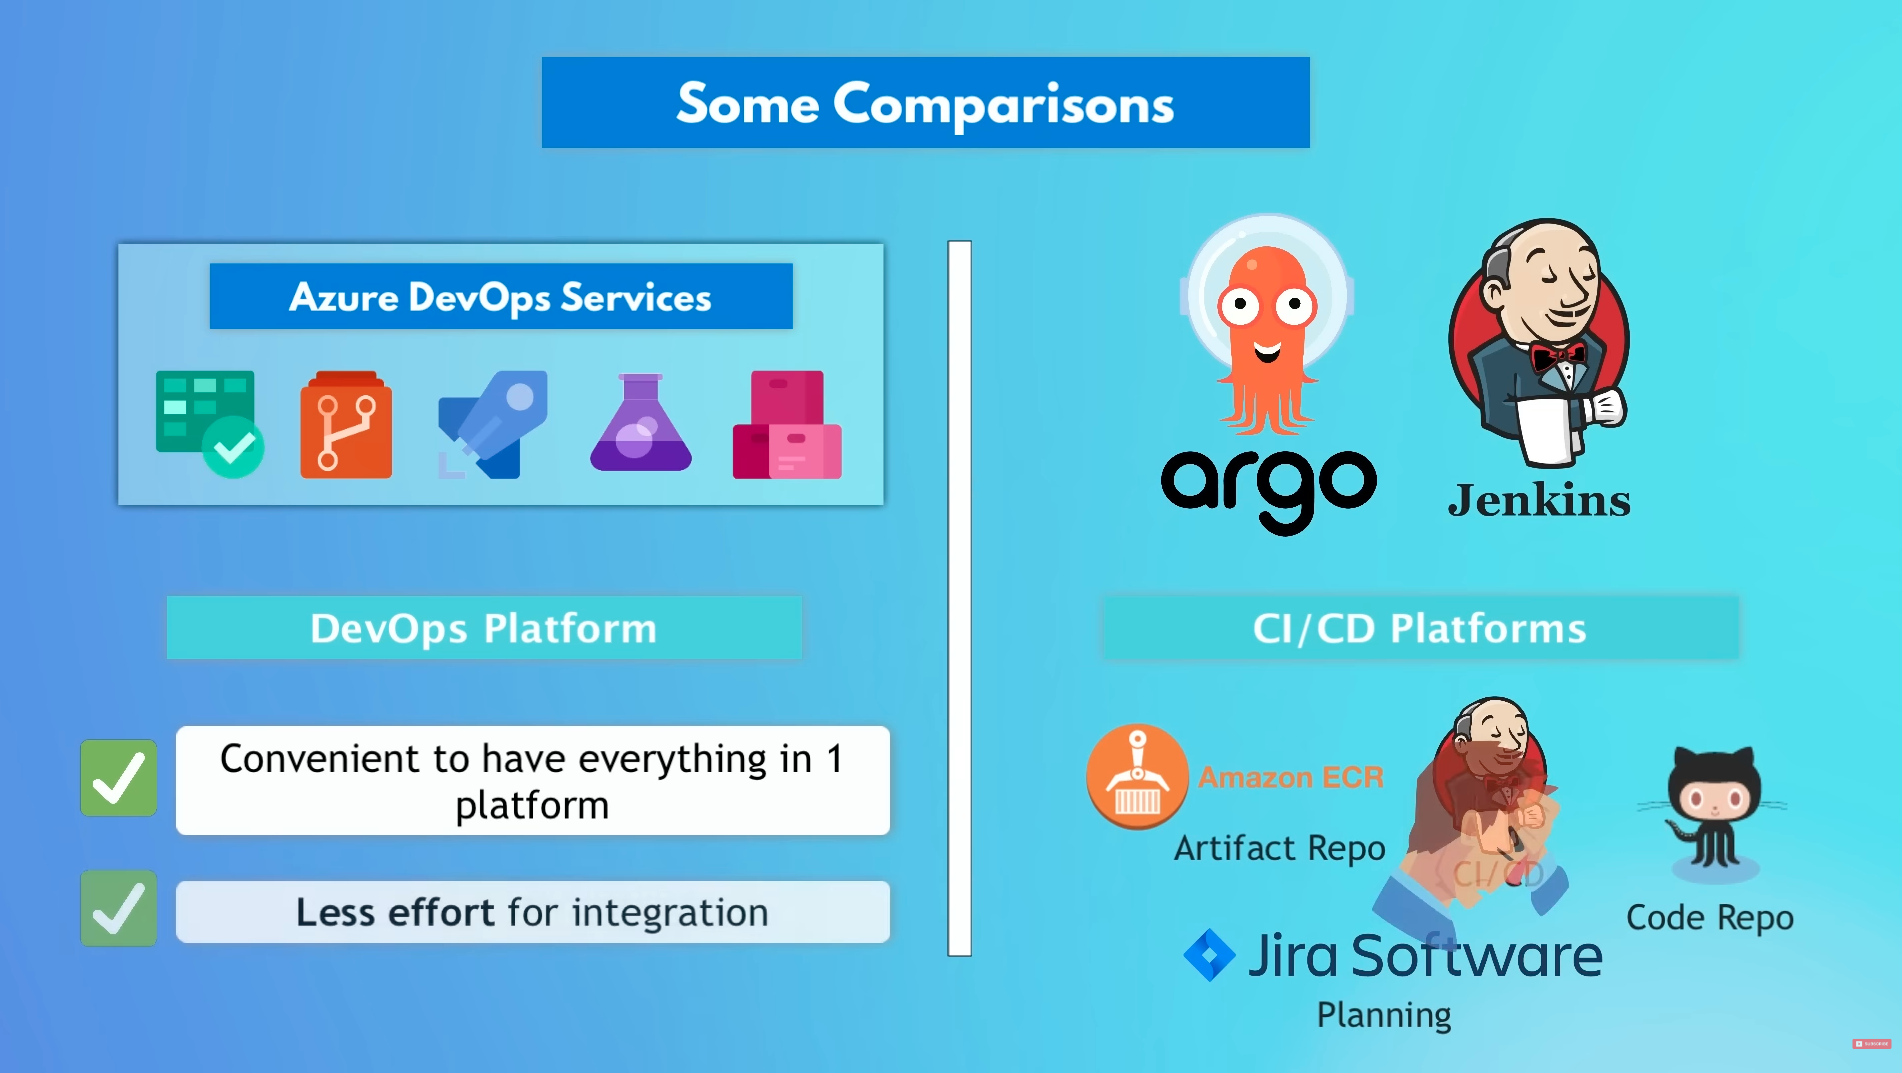 Some Comparisons
Azure DevOps Services
argo
Jenkins
DevOps Platform
CI/CD Platforms
Convenient to have everything in 1
platform
Less effort for integration
Amazon ECR
Artifact Repo
CI/CD
Code Repo
Jira Software
Planning
SUBSCRIBE